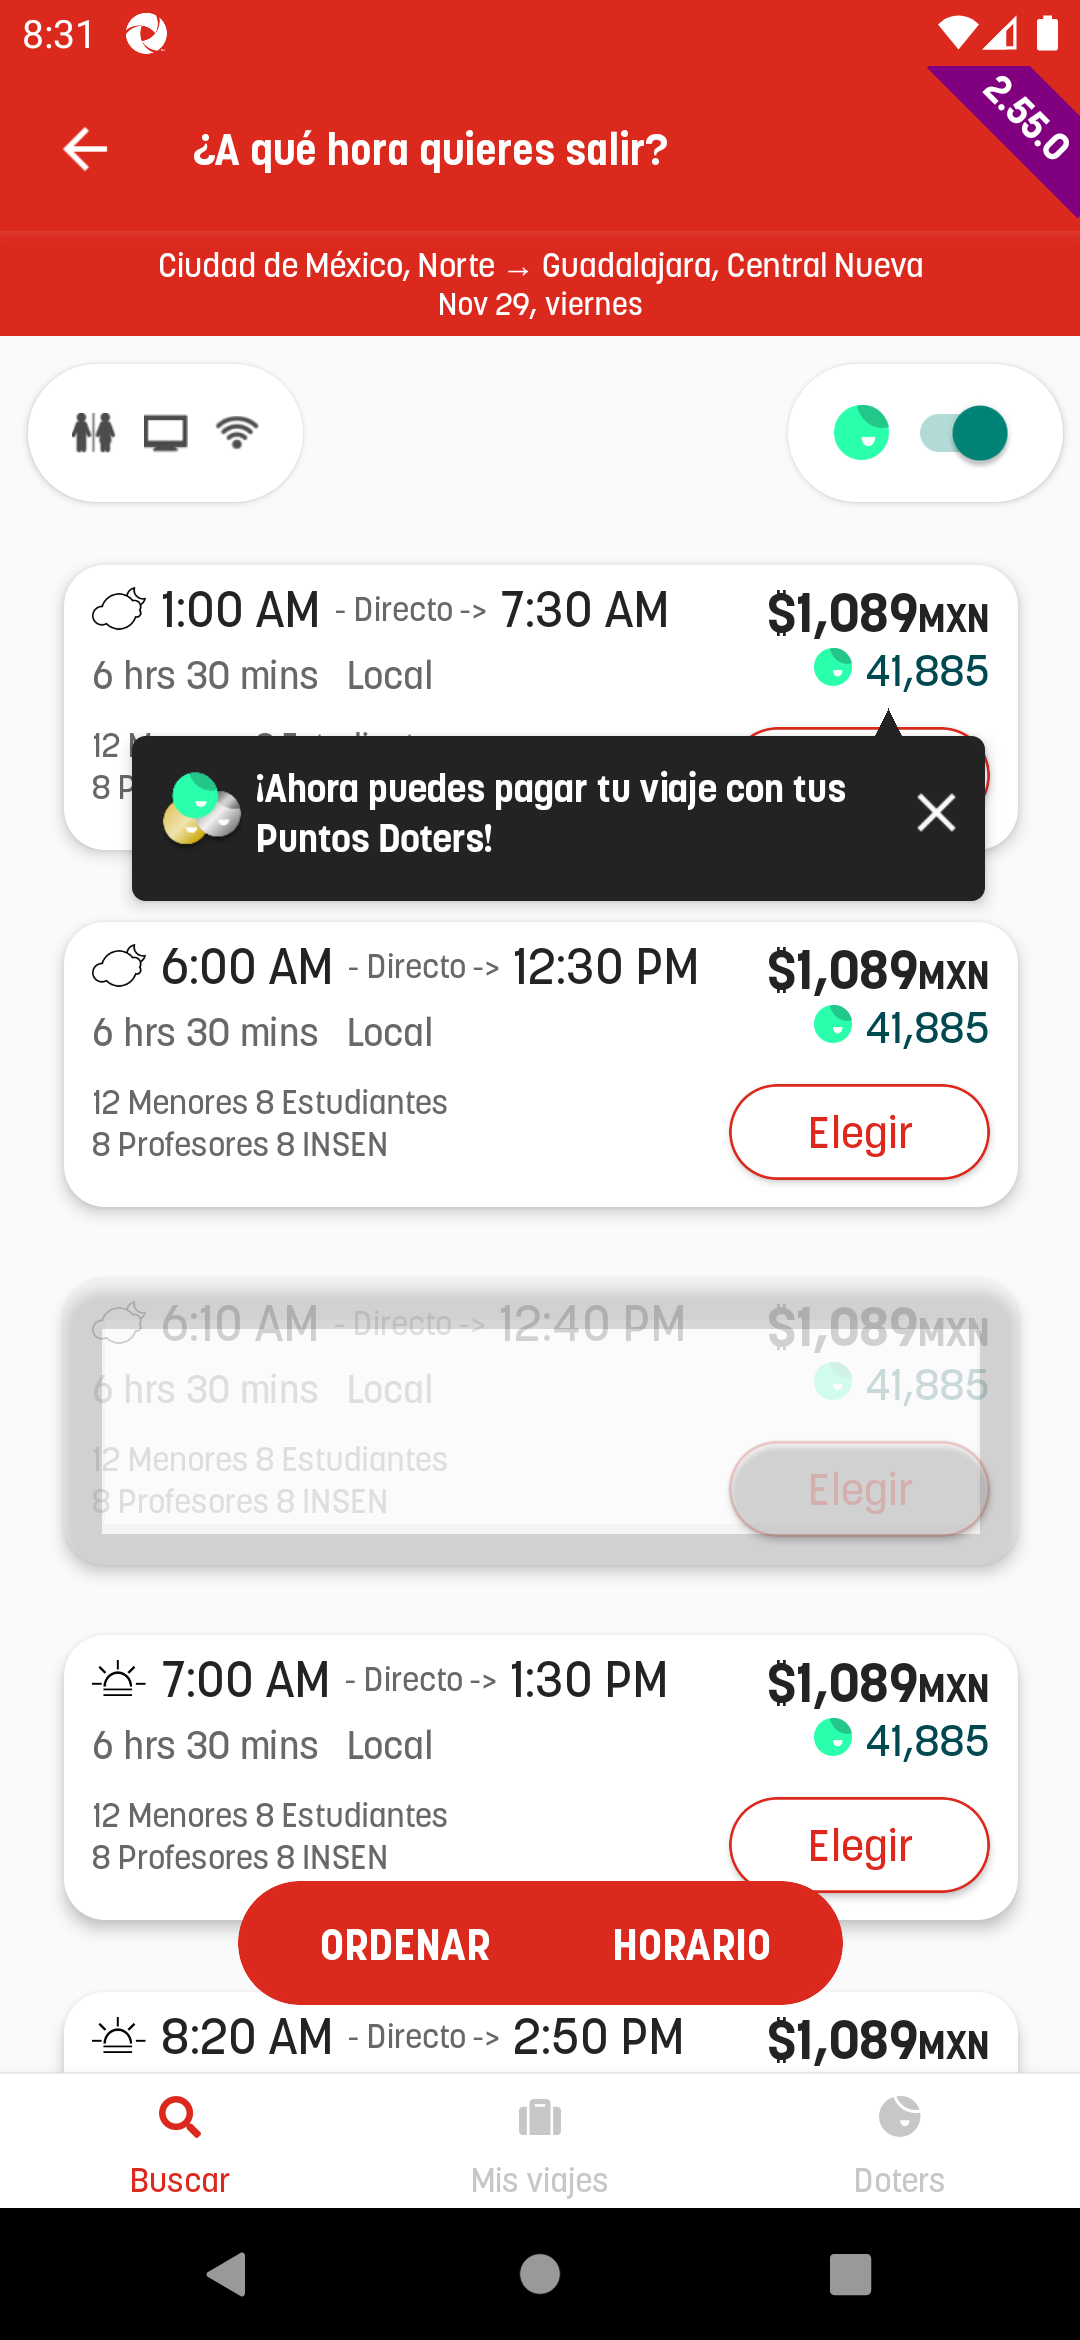 8:31
2.55.0
¿A qué hora quieres salir?
Ciudad de México, Norte → Guadalajara, Central Nueva
Nov 29, viernes
1:00 AM - Directo -> 7:30 AM $1,089MXN
6 hrs 30 mins Local 41,885
12
8 P
¡Ahora puedes pagar tu viaje con tus
Puntos Doters!
6:00 AM - Directo -> 12:30 PM $1,089MXN
6 hrs 30 mins Local 41,885
12 Menores 8 Estudiantes
8 Profesores 8 INSEN
Elegir
6:10 AM - Directo -> 12:40 PM $1,089MXN
6 hrs 30 mins Local 41,885
12 Menores 8 Estudiantes
8 Profesores 8 INSEN
Elegir
7:00 AM - Directo -> 1:30 PM $1,089MXN
6 hrs 30 mins Local 41,885
12 Menores 8 Estudiantes
8 Profesores 8 INSEN
Elegir
ORDENAR HORARIO
8:20 AM - Directo -> 2:50 PM $1,089MXN
Buscar Mis viajes Doters